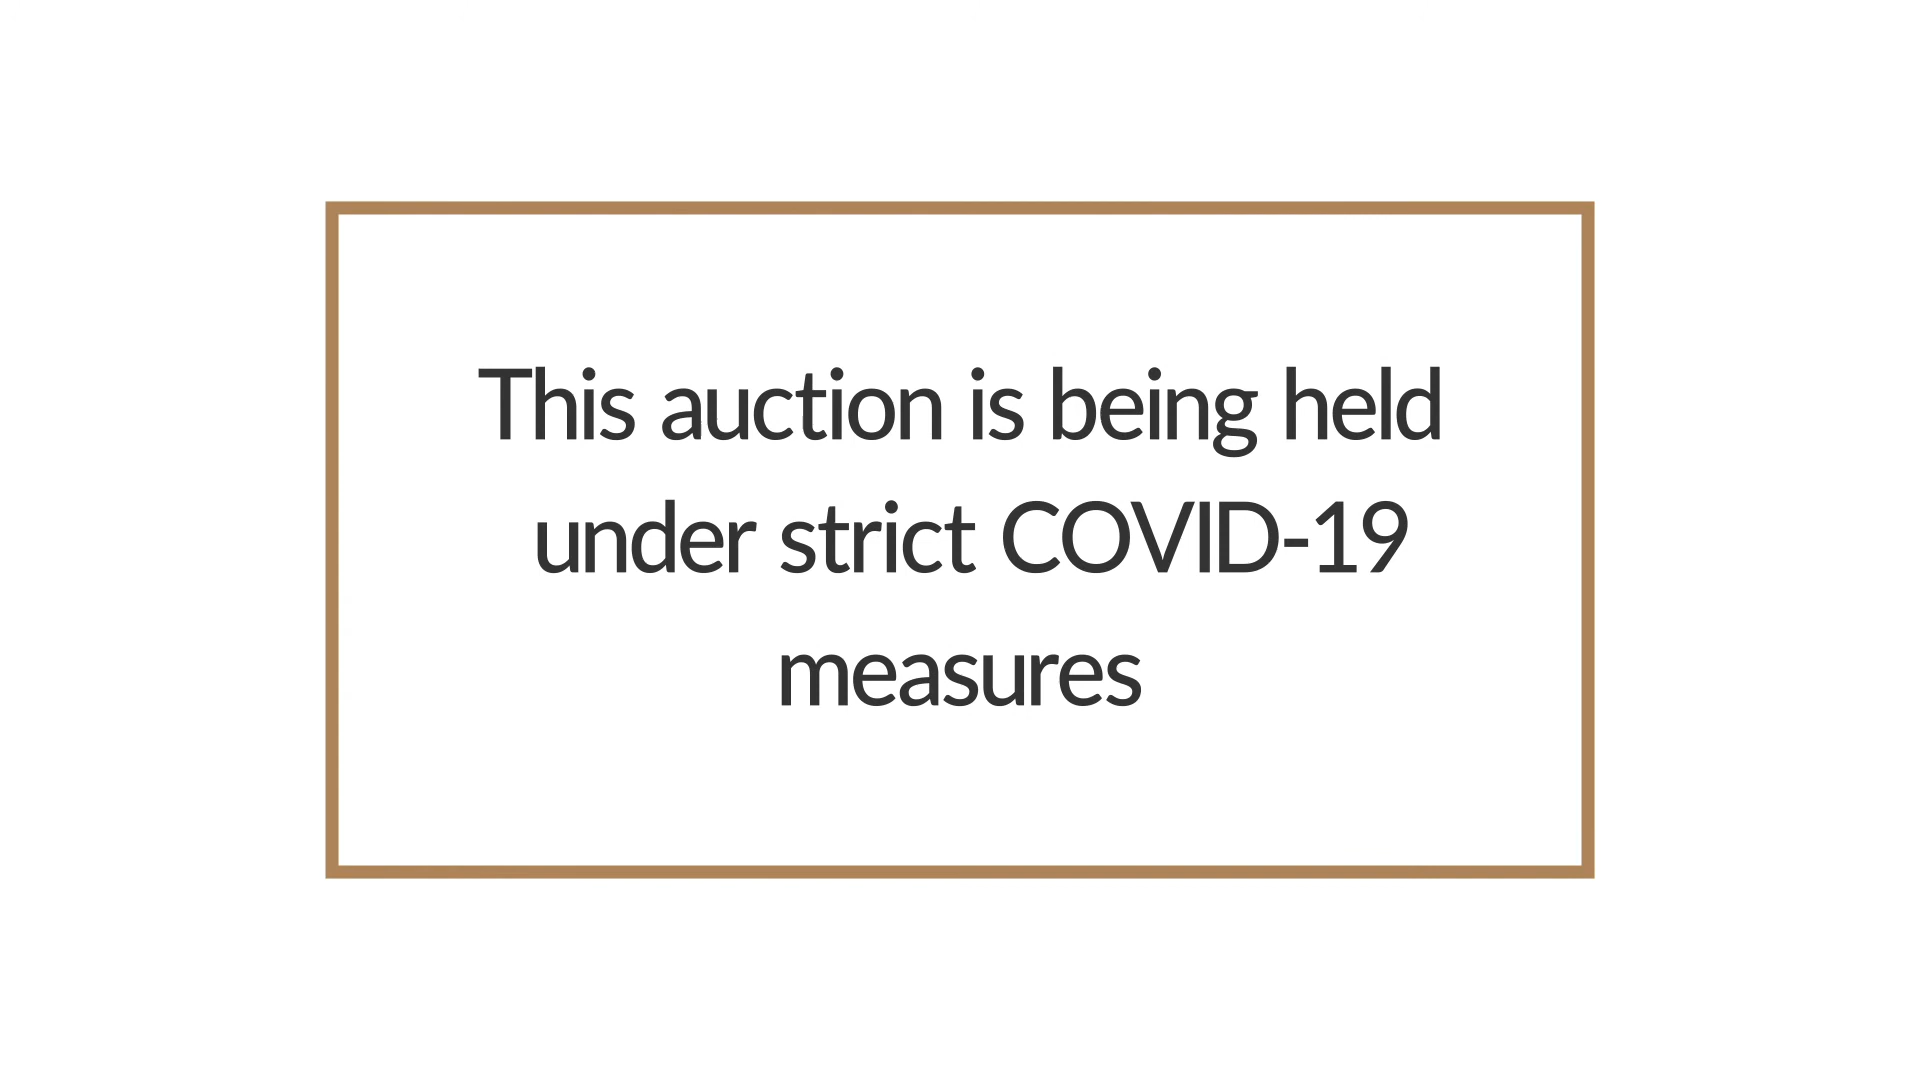 This auction is being held
under strict COVID-19
measures